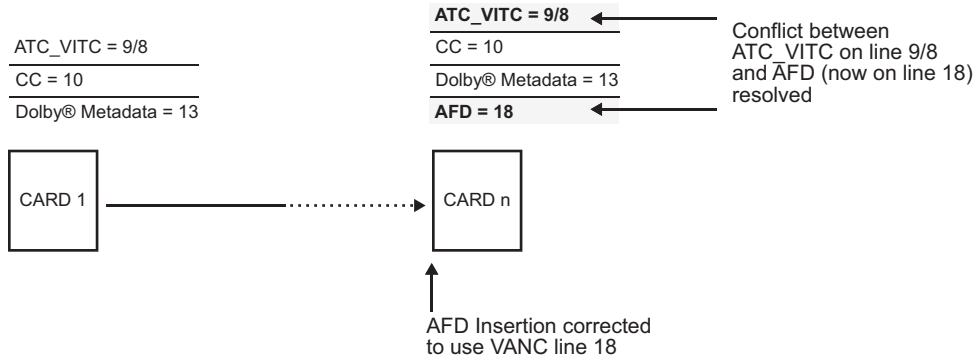 ATC_VITC = 9/8
CC = 10
Dolby® Metadata = 13
CARD 1
ATC_VITC = 9/8
CC = 10
Dolby® Metadata = 13
AFD = 18
CARD n
Conflict between
ATC_VITC on line 9/8
and AFD (now on line 18)
resolved
AFD Insertion corrected
to use VANC line 18